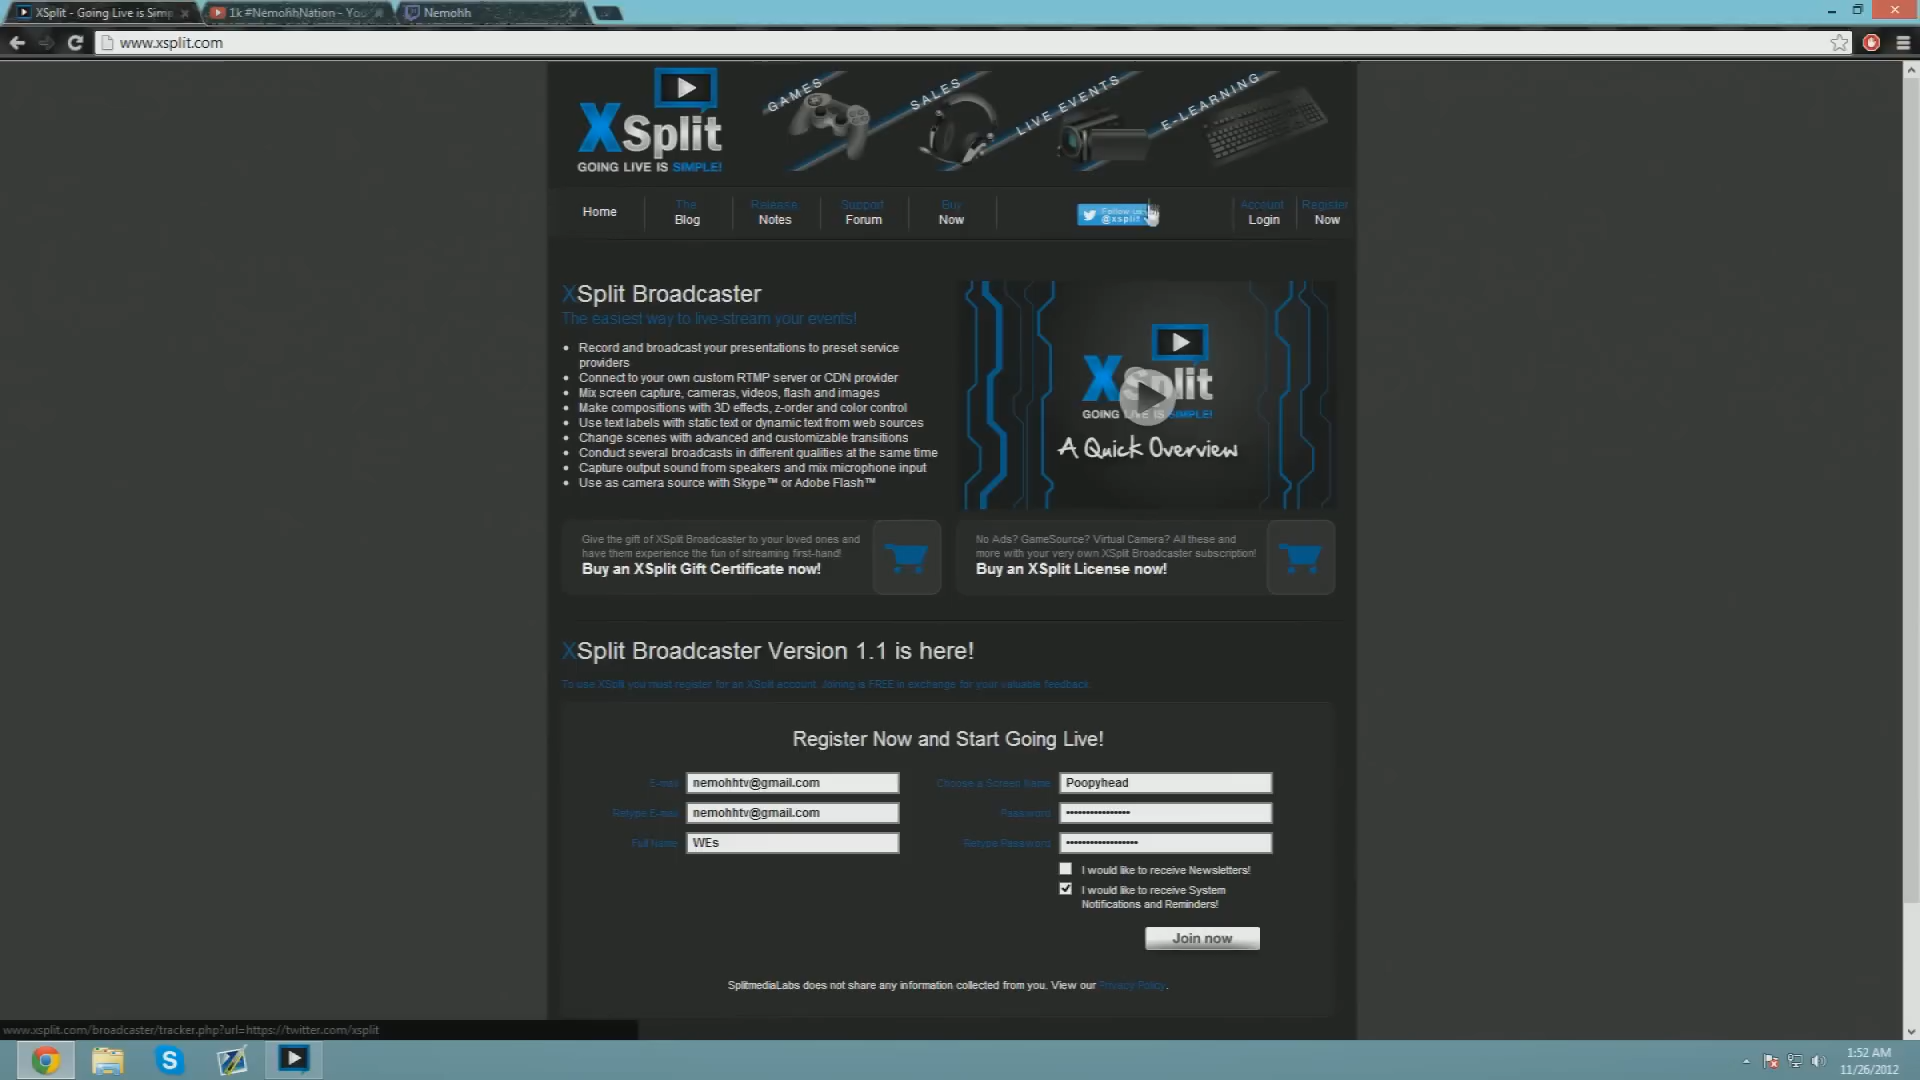 XSplit - Going Live is Simp
1k #NemohhNation - You
Nemohh
www.xsplit.com
XSplit
GOING LIVE IS SIMPLE!
GAMES
SALES
LIVE EVENTS
E-LEARNING
Home
The Blog
Release Notes
Support Forum
Buy Now
Follow us
@xsplit
Account Login
Register Now
XSplit Broadcaster
The easiest way to live-stream your events!
Record and broadcast your presentations to preset service
providers
Connect to your own custom RTMP server or CDN provider
Mix screen capture, cameras, videos, flash and images
Make compositions with 3D effects, z-order and color control
Use text labels with static text or dynamic text from web sources
Change scenes with advanced and customizable transitions
Conduct several broadcasts in different qualities at the same time
Capture output sound from speakers and mix microphone input
Use as camera source with Skype™ or Adobe Flash™
XSplit
GOING LIVE IS SIMPLE!
A Quick Overview
Give the gift of XSplit Broadcaster to your loved ones and
have them experience the fun of streaming first-hand!
Buy an XSplit Gift Certificate now!
No Ads? GameSource? Virtual Camera? All these and
more with your very own XSplit Broadcaster subscription!
Buy an XSplit License now!
XSplit Broadcaster Version 1.1 is here!
To use XSplit you must register for an XSplit account. Joining is FREE in exchange for your valuable feedback.
Register Now and Start Going Live!
E-mail nemohhtv@gmail.com
Choose a Screen Name Poopyhead
Retype E-mail nemohhtv@gmail.com
Password
Full Name WEs
Retype Password
I would like to receive Newsletters!
I would like to receive System
Notifications and Reminders!
Join now
SplitmediaLabs does not share any information collected from you. View our Privacy Policy.
www.xsplit.com/broadcaster/tracker.php?url=https://twitter.com/xsplit
1:52 AM
11/26/2012